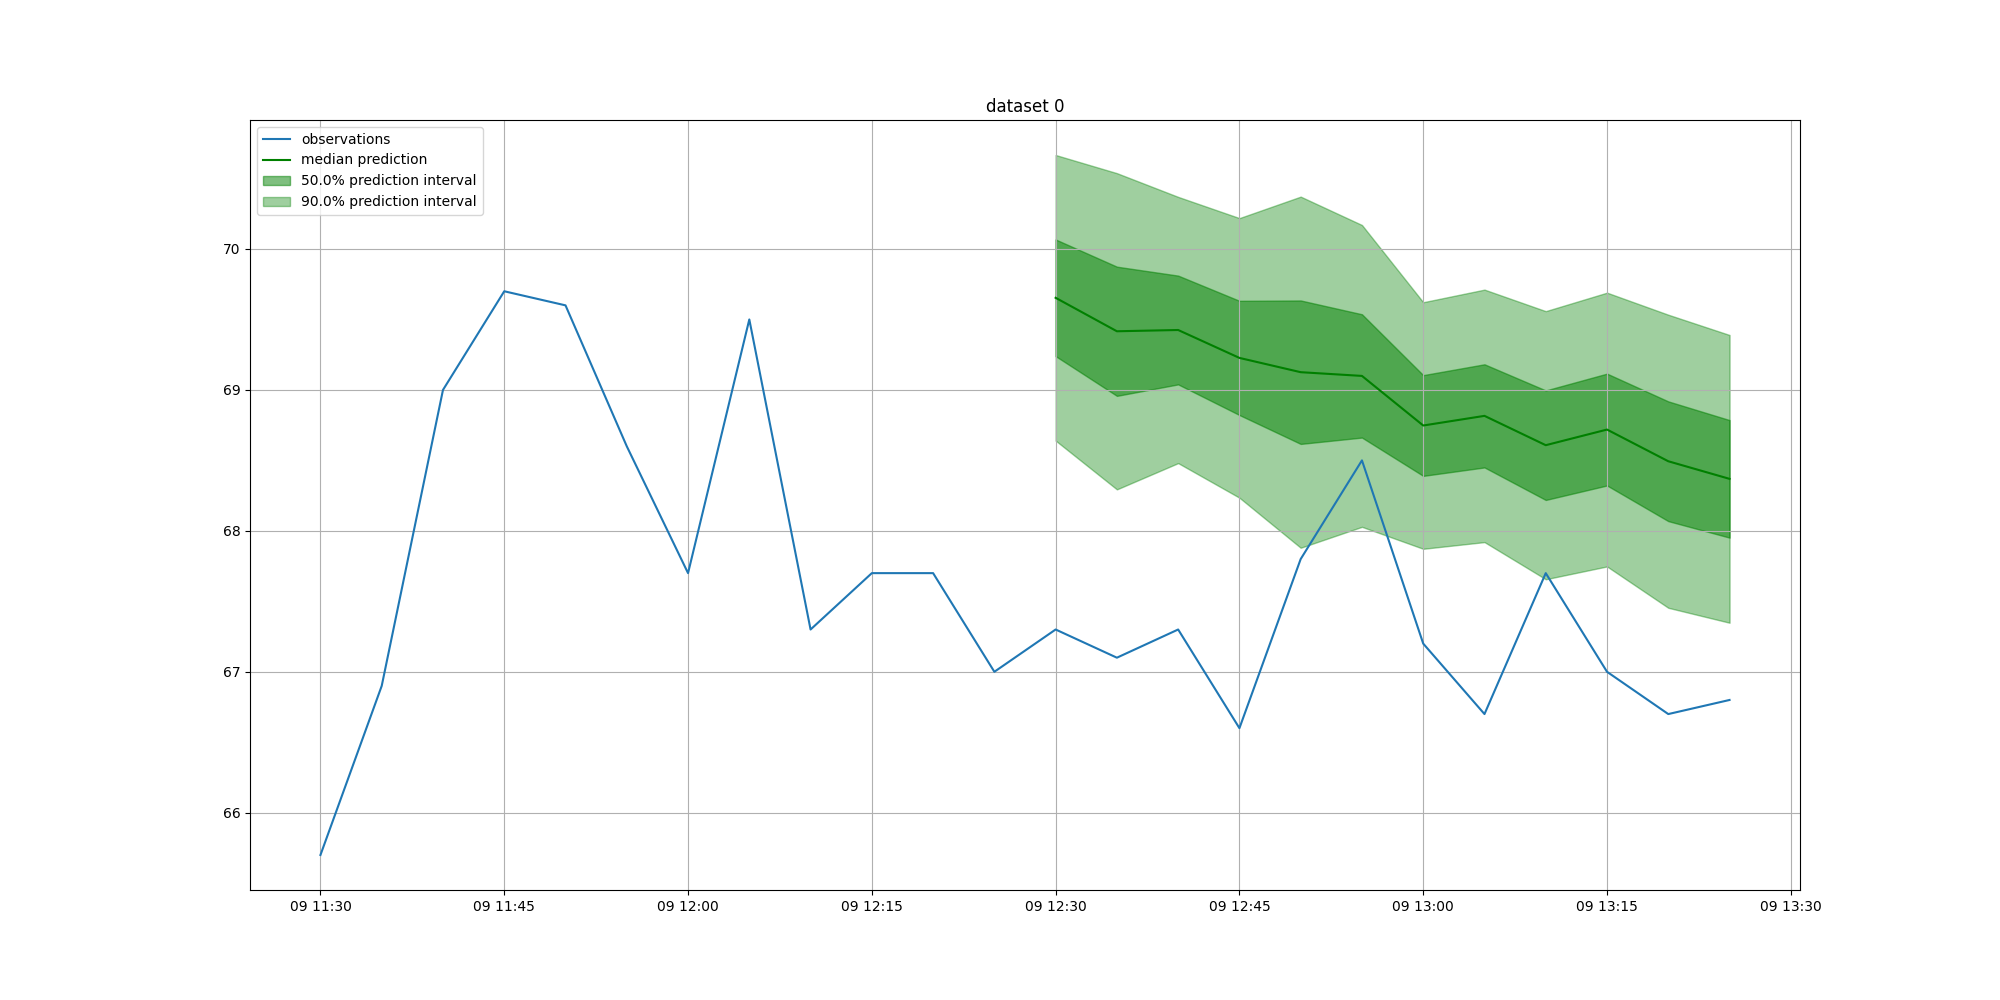 dataset 0
observations
median prediction
50.0% prediction interval
90.0% prediction interval
70
69
68
67
66
09 11:30 09 11:45 09 12:00 09 12:15 09 12:30 09 12:45 09 13:00 09 13:15 09 13:30